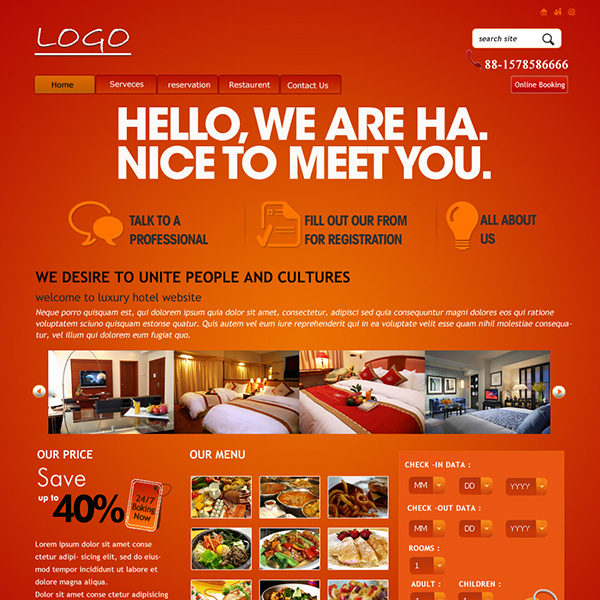 LOGO
search site
88-1578586666
Home
Serveces
reservation
Restaurent
Contact Us
Online Booking
HELLO, WE ARE HA.
NICE TO MEET YOU.
TALK TO A
PROFESSIONAL
FILL OUT OUR FROM
FOR REGISTRATION
ALL ABOUT
US
WE DESIRE TO UNITE PEOPLE AND CULTURES
welcome to luxury hotel website
Neque porro quisquam est, qui dolorem ipsum quia dolor sit amet, consectetur, adipisci sed quia consequuntur magni dolores eos qui ratione
voluptatem sciunt quisquam estonse quatur. Quis autem vel eum iure reprehenderit qui in ea voluptate velit esse quam nihil molestiae consequa-
tur, vel illum qui dolorem eum fugiat quo.
OUR PRICE
Save
up to
40%
24/7
Boking
Now
Lorem ipsum dolor sit amet,
consectetur adipisicing elit,
adipi- scing elit, sed do eius-
mod tempor incididunt ut labore et
dolore magna aliqua.
Dolor sit amet conse ctetur adipisicing
OUR MENU
CHECK -IN DATA :
MM
DD
YYYY
CHECK -OUT DATA :
MM
DD
YYYY
ROOMS :
1
ADULT :
CHILDREN :